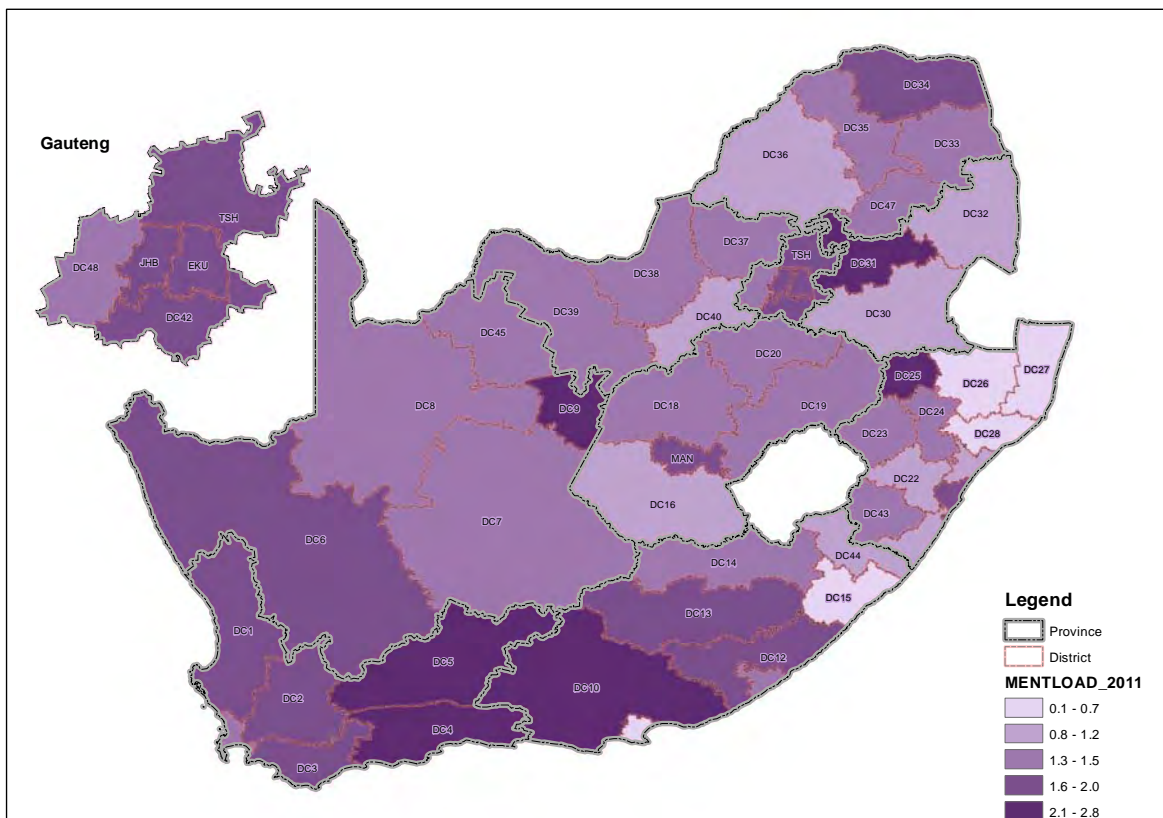 DC34
Gauteng
DC35
DC33
DC36
TSH
DC47
DC32
DC37
JHB
EKU
DC48
TSH
DC31
DC38
DC42
DC39
DC40
DC30
DC45
DC20
DC27
DC25
DC26
DC8
DC9
DC18
DC19
DC24
DC28
DC23
MAN
DC22
DC16
DC43
DC7
DC6
DC14
DC44
DC15
DC13
DC1
DC12
DC5
DC10
DC2
DC4
DC3
Legend
Province
District
MENTLOAD_2011
0.1 - 0.7
0.8 - 1.2
1.3 - 1.5
1.6 - 2.0
2.1 - 2.8